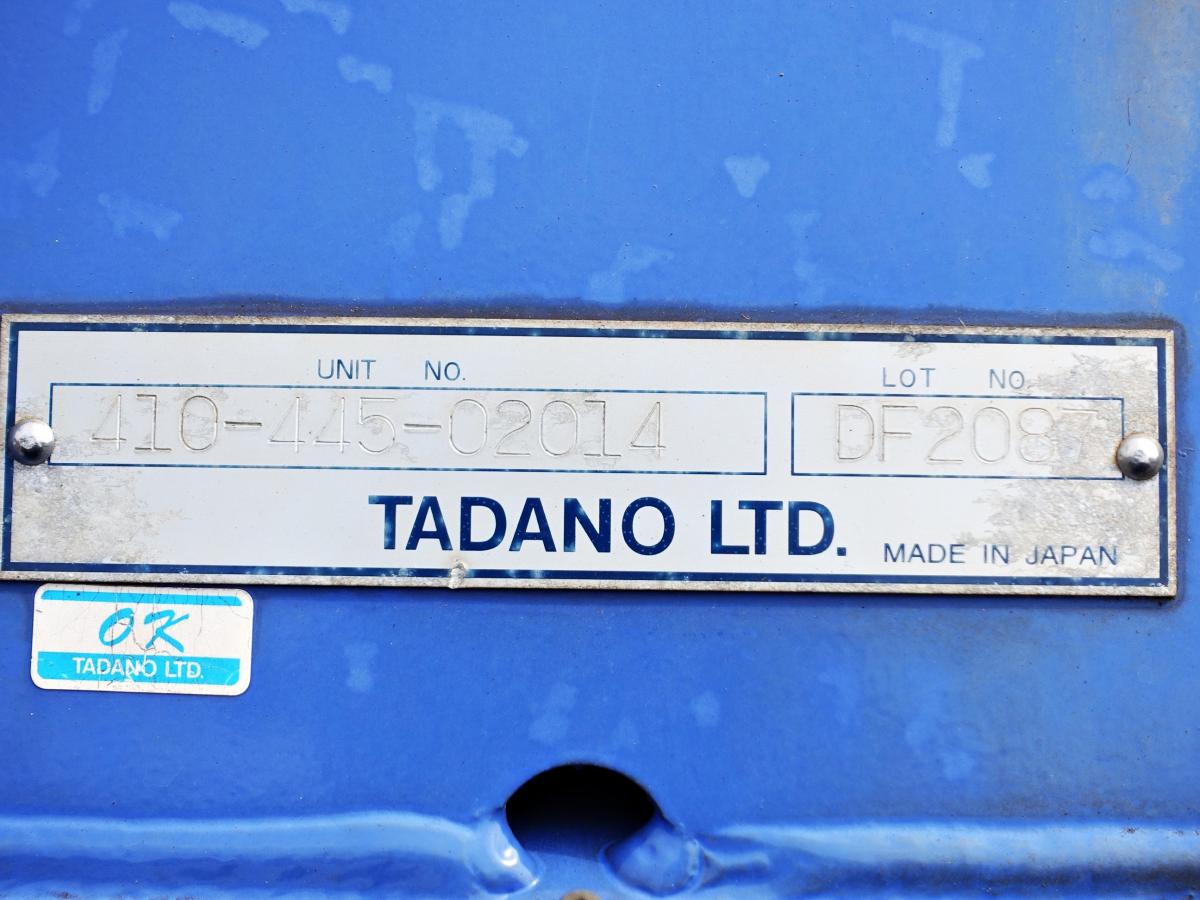 UNIT NO.
LOT NO.
410-445-02014
DF2087
TADANO LTD.
MADE IN JAPAN
OK
TADANO LTD.